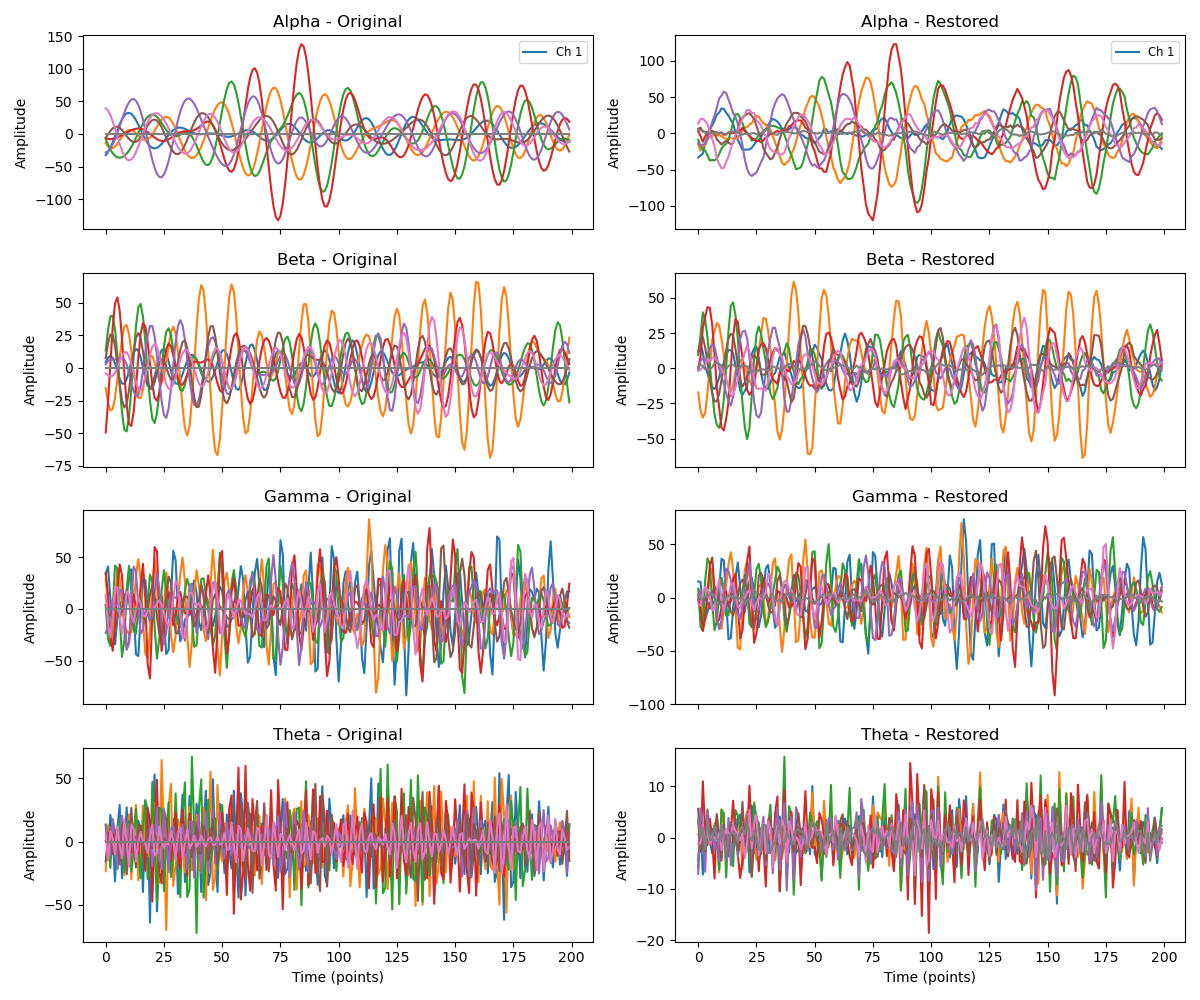 Alpha - Original
Alpha - Restored
Amplitude
150
100
50
0
−50
−100
Ch 1
Amplitude
100
50
0
−50
−100
Ch 1
Beta - Original
Beta - Restored
Amplitude
50
25
0
−25
−50
−75
Amplitude
50
25
0
−25
−50
Gamma - Original
Gamma - Restored
Amplitude
50
0
−50
Amplitude
50
0
−50
−100
Theta - Original
Theta - Restored
Amplitude
50
0
−50
Amplitude
10
0
−10
−20
0 25 50 75 100 125 150 175 200
0 25 50 75 100 125 150 175 200
Time (points)
Time (points)